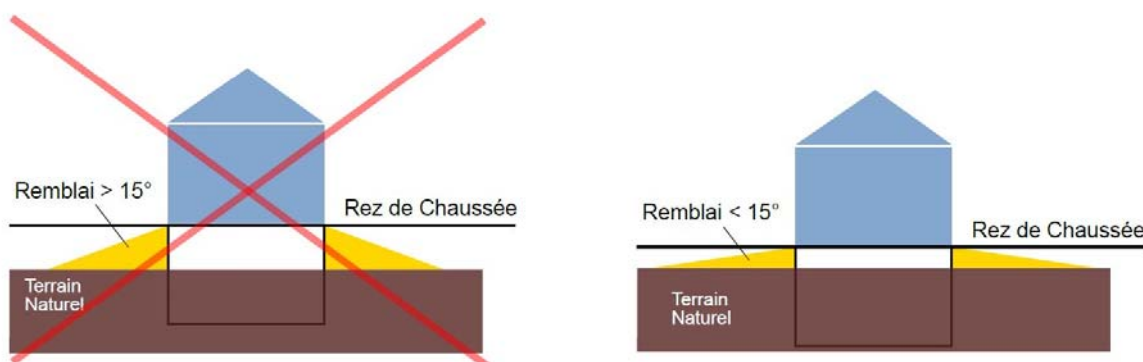 Remblai > 15°
Rez de Chaussée
Terrain
Naturel
Remblai < 15°
Rez de Chaussée
Terrain
Naturel